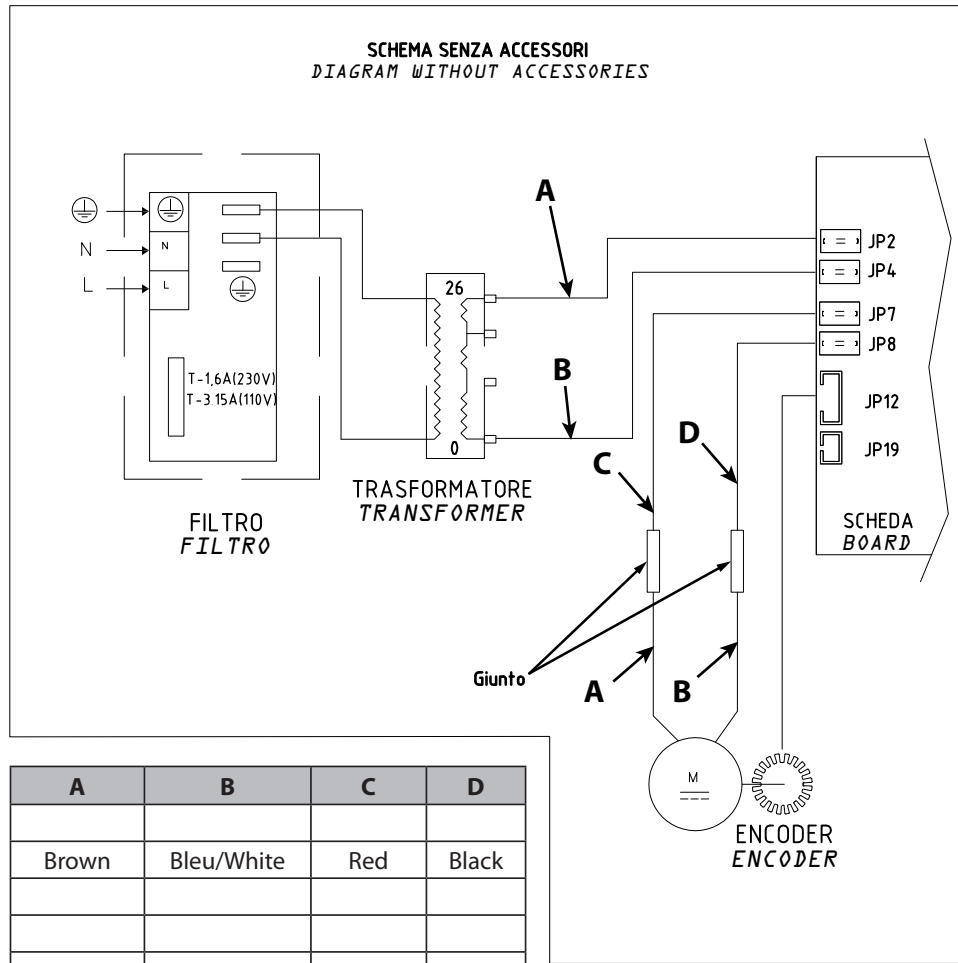 SCHEMA SENZA ACCESSORI
DIAGRAM WITHOUT ACCESSORIES
A
JP2
N
N
JP4
L
L
26
JP7
B
JP8
T-1,6A(230V)
T-3.15A(110V)
D
JP12
0
C
JP19
TRASFORMATORE
TRANSFORMER
FILTRO
FILTRO
SCHEDA
BOARD
Giunto
A
B
M
ENCODER
ENCODER
A B C D
Brown Bleu/White Red Black